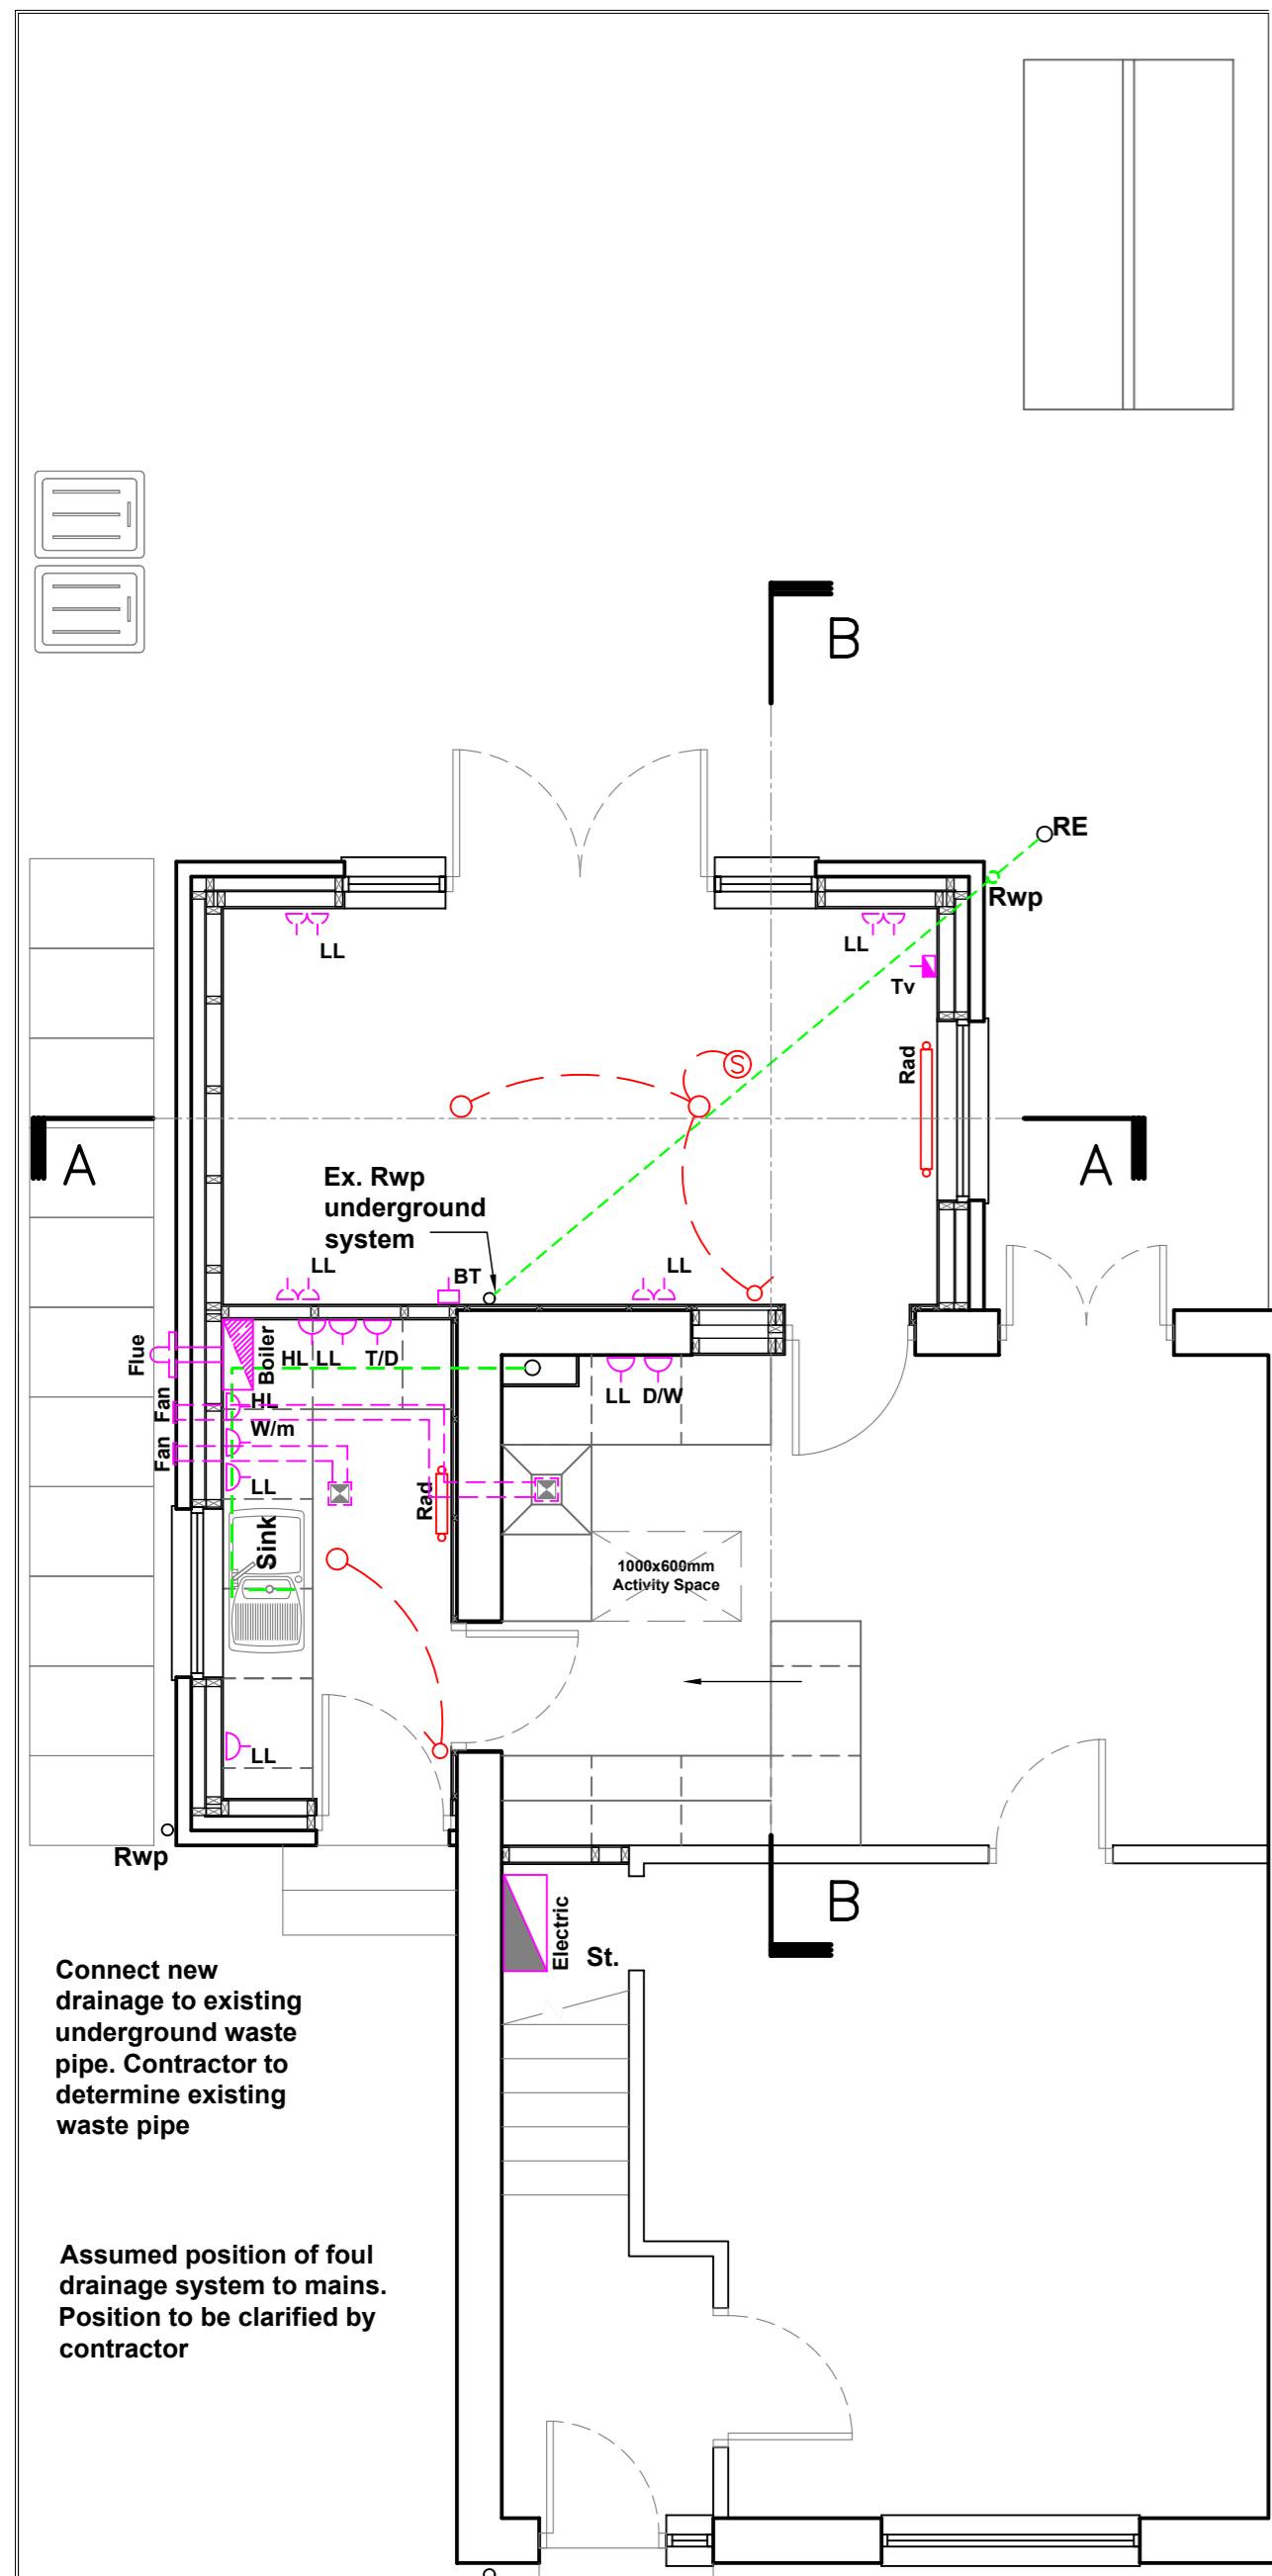 B
RE
Rwp
LL
LL
Tv
Rad
A
A
Ex. Rwp
underground
system
LL
BT
LL
Flue
Boiler
HL LL T/D
LL D/W
Fan
HL
W/m
Fan
LL
Rad
Sink
1000x600mm
Activity Space
LL
Rwp
B
Electric
St.
Connect new
drainage to existing
underground waste
pipe. Contractor to
determine existing
waste pipe
Assumed position of foul
drainage system to mains.
Position to be clarified by
contractor
S